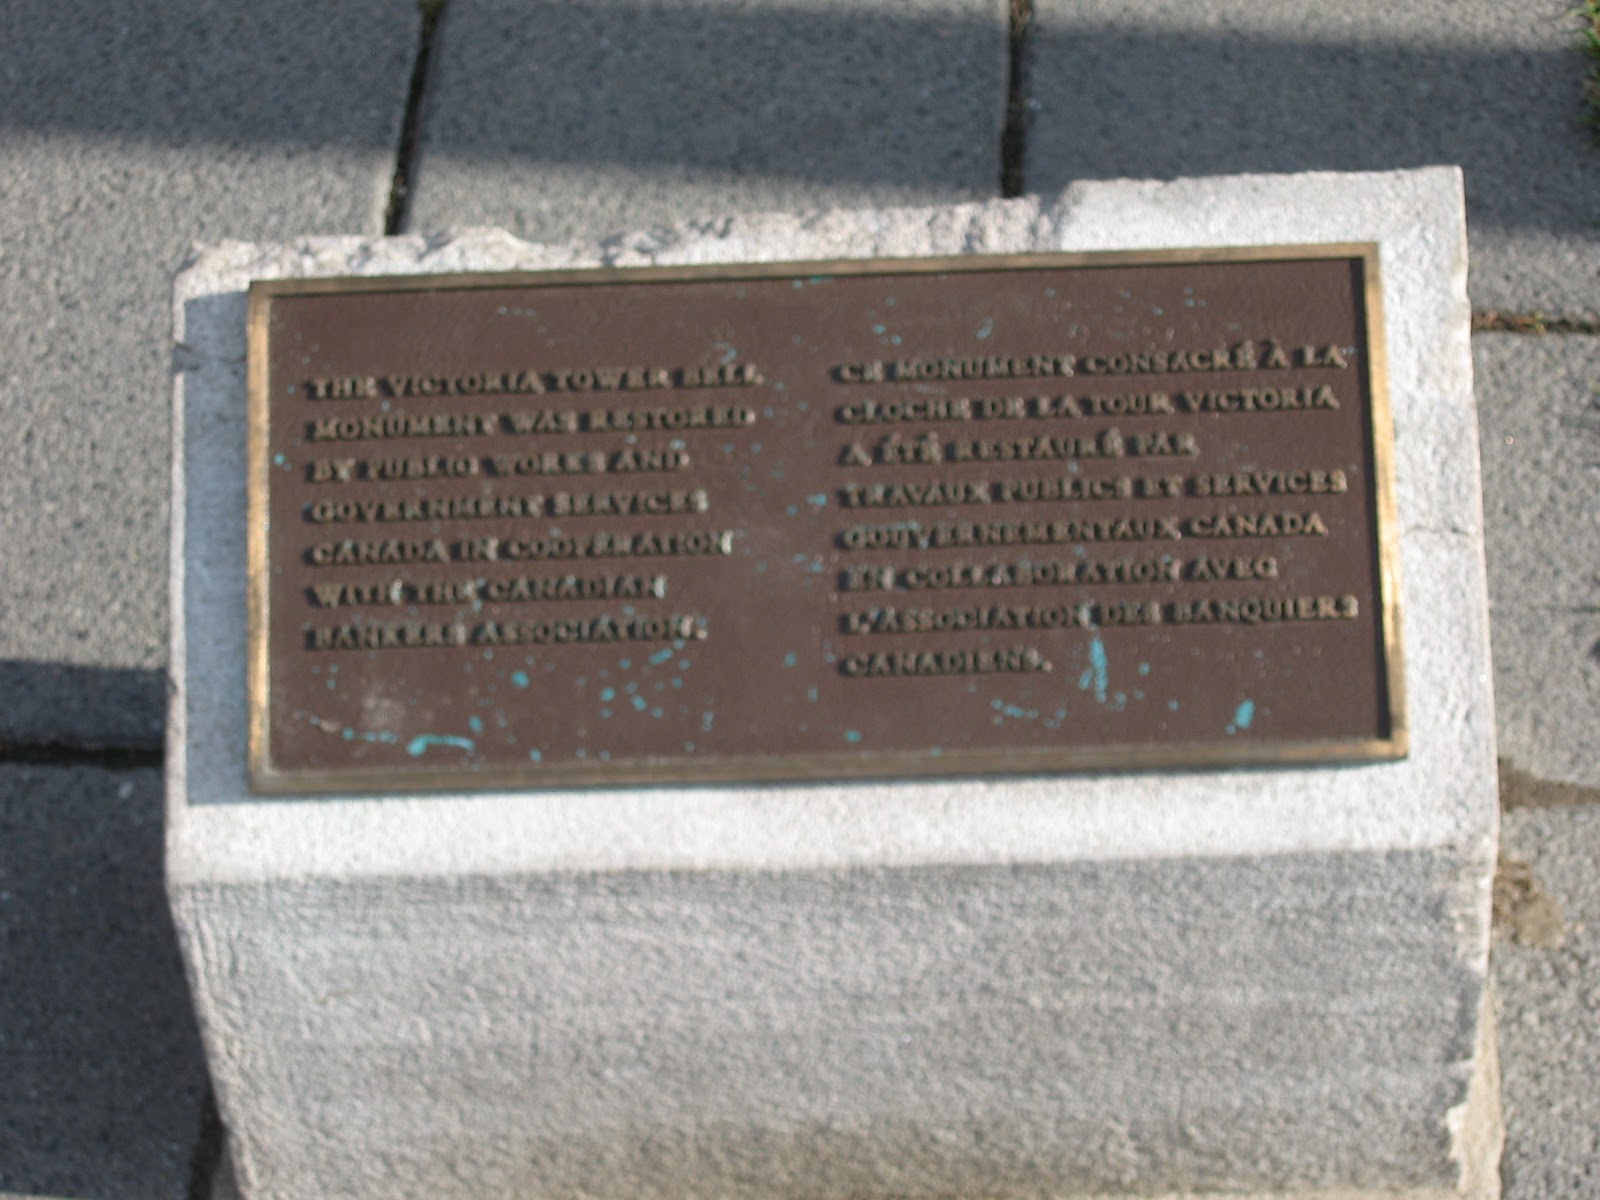 THE VICTORIA TOWER BELL
MONUMENT WAS RESTORED
BY PUBLIC WORKS AND
GOVERNMENT SERVICES
CANADA IN COOPERATION
WITH THE CANADIAN
BANKERS ASSOCIATION.
CE MONUMENT CONSACRÉ À LA
CLOCHE DE LA TOUR VICTORIA
A ÉTÉ RESTAURÉ PAR
TRAVAUX PUBLICS ET SERVICES
GOUVERNEMENTAUX CANADA
EN COLLABORATION AVEC
L'ASSOCIATION DES BANQUIERS
CANADIENS.